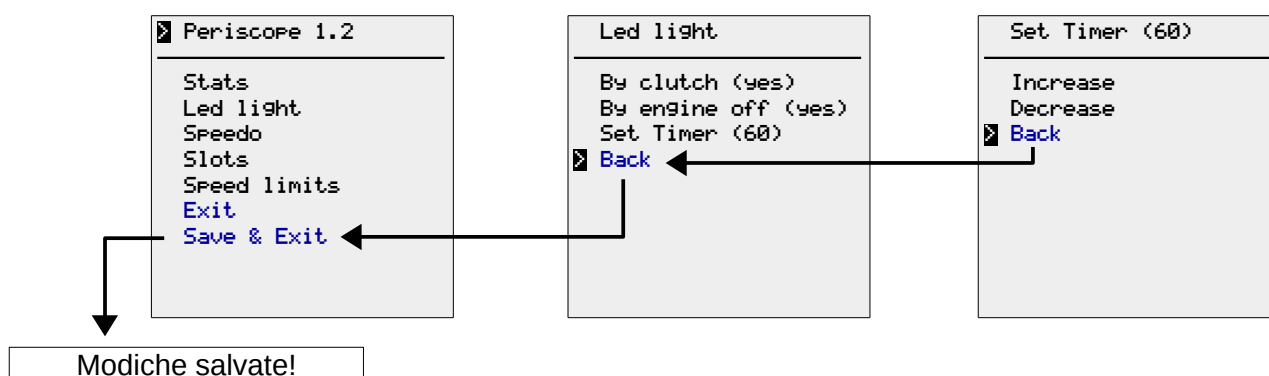 Periscope 1.2
Stats
Led light
Speedo
Slots
Speed limits
Exit
Save & Exit
Led light
By clutch (yes)
By engine off (yes)
Set Timer (60)
Back
Set Timer (60)
Increase
Decrease
Back
Modiche salvate!